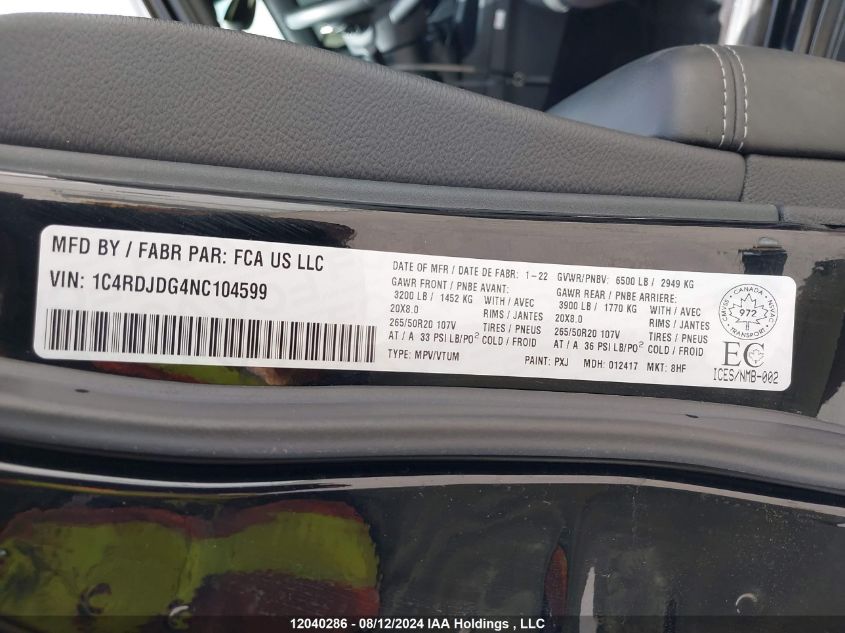 MFD BY / FABR PAR: FCA US LLC
VIN: 1C4RDJDG4NC104599
DATE OF MFR / DATE DE FABR: 1-22 GVWR/PNBV: 6500 LB / 2949 KG
GAWR FRONT / PNBE AVANT: GAWR REAR / PNBE ARRIERE:
3200 LB / 1452 KG WITH / AVEC 3900 LB / 1770 KG WITH / AVEC
20X8.0 RIMS / JANTES 20X8.0 RIMS / JANTES
265/50R20 107V TIRES / PNEUS 265/50R20 107V TIRES / PNEUS
AT / A 33 PSI LB/PO² COLD / FROID AT / A 36 PSI LB/PO² COLD / FROID
TYPE: MPV/VTUM PAINT: PXJ MDH: 012417 MKT: 8HF
CANADA
CMVSS
972
TRANSPORT
EC
ICES/NMB-002
12040286 - 08/12/2024 IAA Holdings , LLC